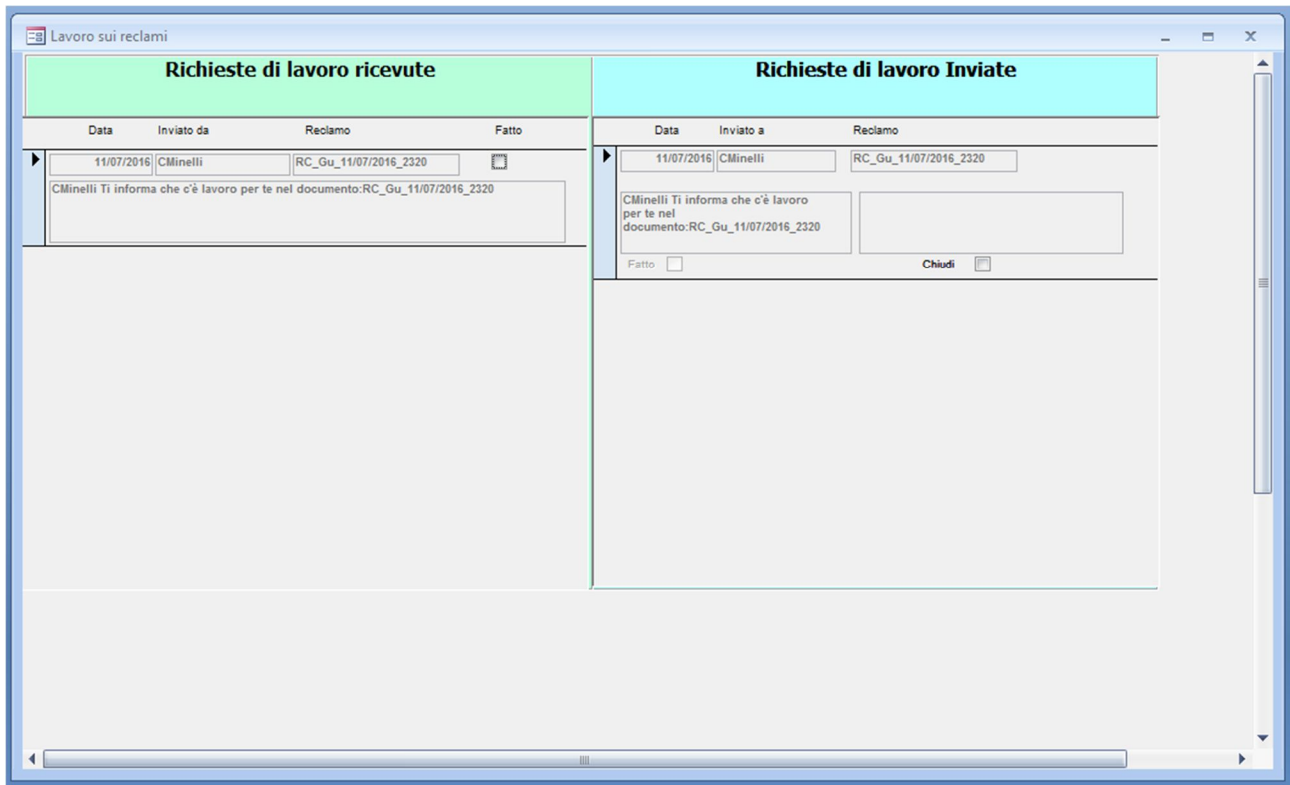 Lavoro sui reclami
Richieste di lavoro ricevute
Data Inviato da Reclamo Fatto
11/07/2016 CMinelli RC_Gu_11/07/2016_2320
CMinelli Ti informa che c'è lavoro per te nel documento:RC_Gu_11/07/2016_2320
Richieste di lavoro Inviate
Data Inviato a Reclamo
11/07/2016 CMinelli RC_Gu_11/07/2016_2320
CMinelli Ti informa che c'è lavoro
per te nel
documento:RC_Gu_11/07/2016_2320
Fatto Chiudi